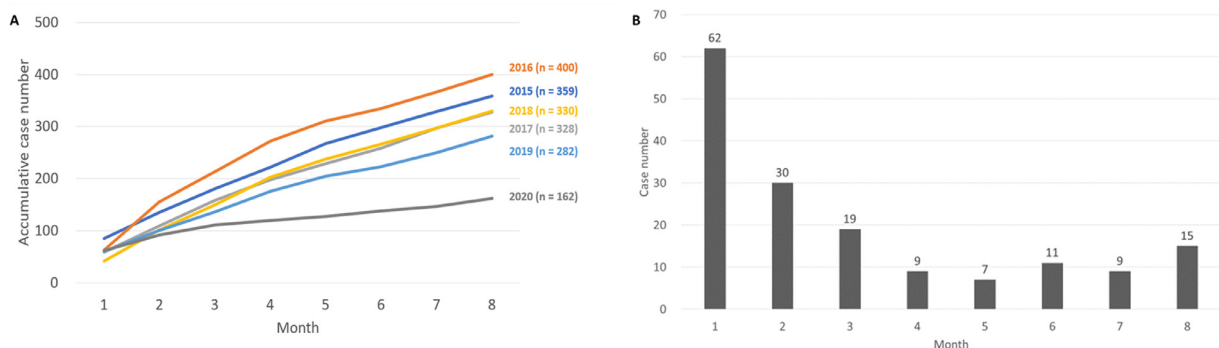 A
500
400
300
200
100
0
Accumulative case number
1 2 3 4 5 6 7 8
Month
2016 (n = 400)
2015 (n = 359)
2018 (n = 330)
2017 (n = 328)
2019 (n = 282)
2020 (n = 162)
B
70
60
50
40
30
20
10
0
Case number
62
30
19
9
7
11
9
15
1 2 3 4 5 6 7 8
Month